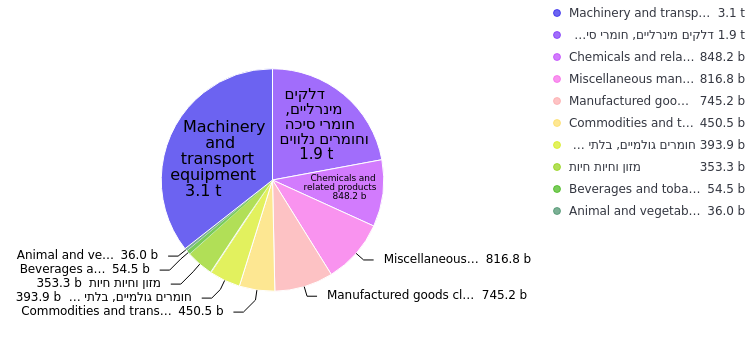 Machinery
and
transport
equipment
3.1 t
דלקים
מינרליים,
חומרי סיכה
וחומרים נלווים
1.9 t
Chemicals and
related products
848.2 b
Miscellaneous... 816.8 b
Manufactured goods cl... 745.2 b
Commodities and trans... 450.5 b
חומרים גולמיים, בלתי ... 393.9 b
מזון וחיות חיות 353.3 b
Beverages a... 54.5 b
Animal and ve... 36.0 b
Machinery and transp... 3.1 t
דלקים מינרליים, חומרי סי... 1.9 t
Chemicals and rela... 848.2 b
Miscellaneous man... 816.8 b
Manufactured goo... 745.2 b
Commodities and t... 450.5 b
חומרים גולמיים, בלתי ... 393.9 b
מזון וחיות חיות 353.3 b
Beverages and toba... 54.5 b
Animal and vegetab... 36.0 b